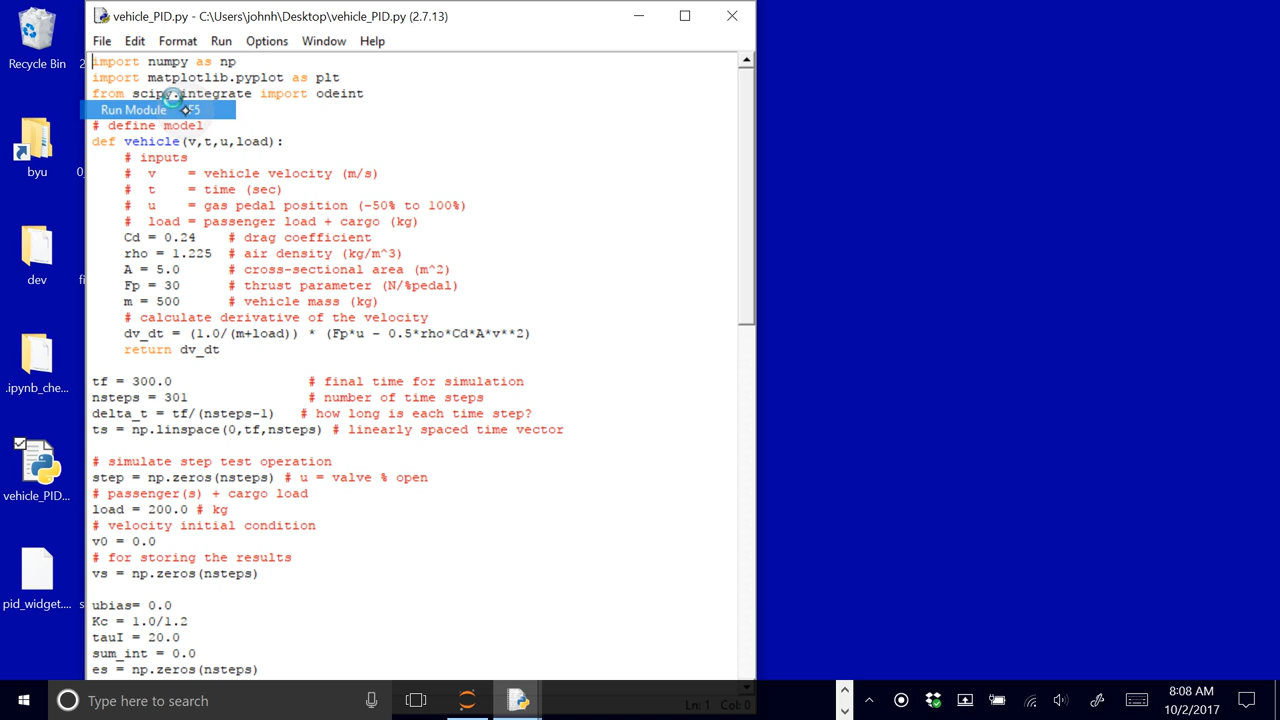 vehicle_PID.py - C:\Users\johnh\Desktop\vehicle_PID.py (2.7.13)
File Edit Format Run Options Window Help
import numpy as np
import matplotlib.pyplot as plt
from scipy.integrate import odeint
Run Module F5
# define model
def vehicle(v,t,u,load):
# inputs
# v = vehicle velocity (m/s)
# t = time (sec)
# u = gas pedal position (-50% to 100%)
# load = passenger load + cargo (kg)
Cd = 0.24 # drag coefficient
rho = 1.225 # air density (kg/m^3)
A = 5.0 # cross-sectional area (m^2)
Fp = 30 # thrust parameter (N/%pedal)
m = 500 # vehicle mass (kg)
# calculate derivative of the velocity
dv_dt = (1.0/(m+load)) * (Fp*u - 0.5*rho*Cd*A*v**2)
return dv_dt
tf = 300.0 # final time for simulation
nsteps = 301 # number of time steps
delta_t = tf/(nsteps-1) # how long is each time step?
ts = np.linspace(0,tf,nsteps) # linearly spaced time vector
# simulate step test operation
step = np.zeros(nsteps) # u = valve % open
# passenger(s) + cargo load
load = 200.0 # kg
# velocity initial condition
v0 = 0.0
# for storing the results
vs = np.zeros(nsteps)
ubias= 0.0
Kc = 1.0/1.2
tauI = 20.0
sum_int = 0.0
es = np.zeros(nsteps)
Ln: 1 Col: 0
Recycle Bin
byu
dev
.ipynb_che...
vehicle_PID...
pid_widget....
Type here to search
8:08 AM
10/2/2017